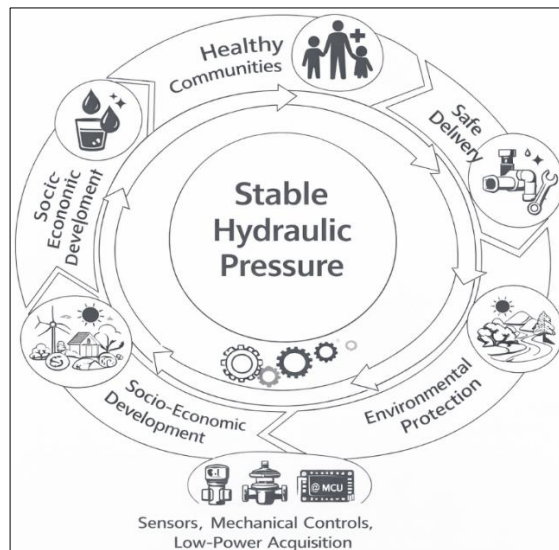 Healthy
Communities
Safe
Delivery
Environmental
Protection
Socio-Economic
Development
Socic-
Economic
Develoment
Stable
Hydraulic
Pressure
@ MCU
Sensors, Mechanical Controls,
Low-Power Acquisition